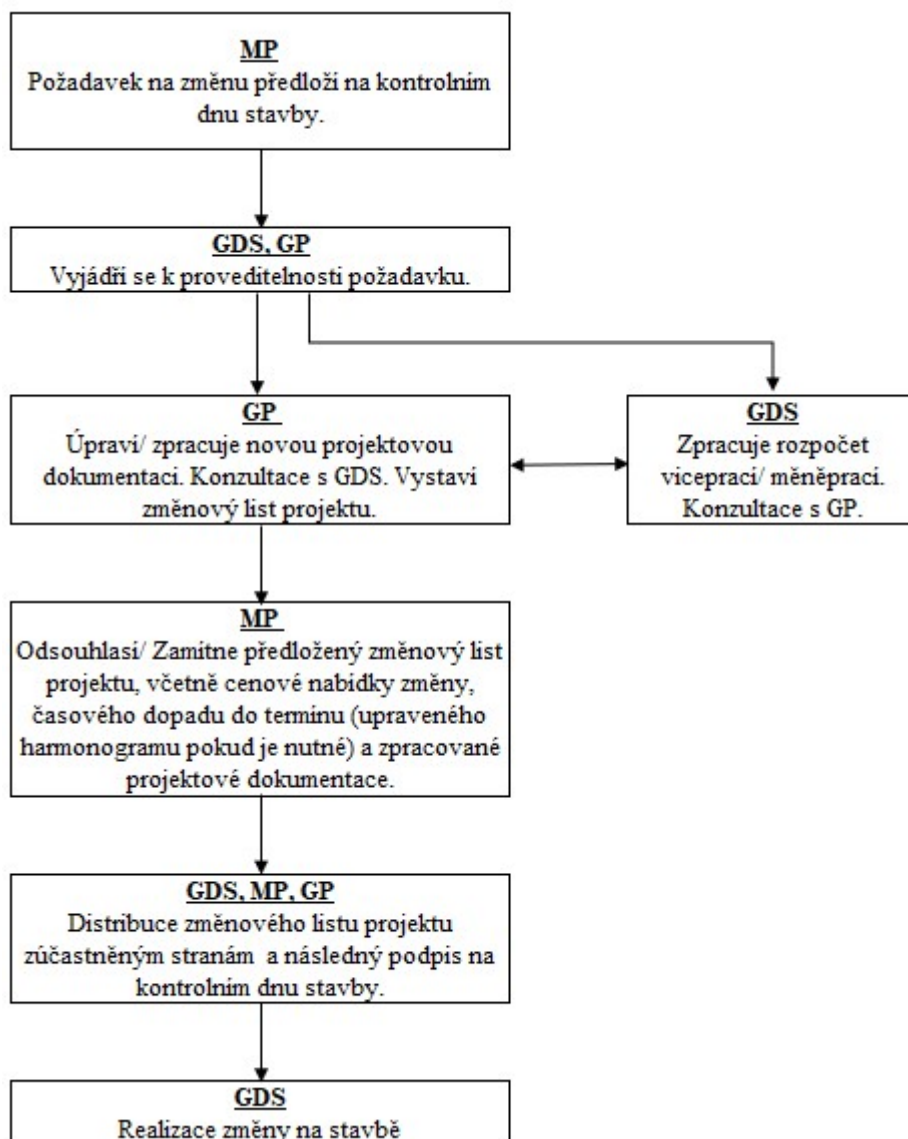 MP
Požadavek na změnu předloží na kontrolním
dnu stavby.
GDS, GP
Vyjádří se k proveditelnosti požadavku.
GP
Úpraví/ zpracuje novou projektovou
dokumentaci. Konzultace s GDS. Vystaví
změnový list projektu.
GDS
Zpracuje rozpočet
víceprací/ méněprací.
Konzultace s GP.
MP
Odsouhlasí/ Zamítne předložený změnový list
projektu, včetně cenové nabídky změny,
časového dopadu do termínu (upraveného
harmonogramu pokud je nutné) a zpracované
projektové dokumentace.
GDS, MP, GP
Distribuce změnového listu projektu
zúčastněným stranám a následný podpis na
kontrolním dnu stavby.
GDS
Realizace změny na stavbě